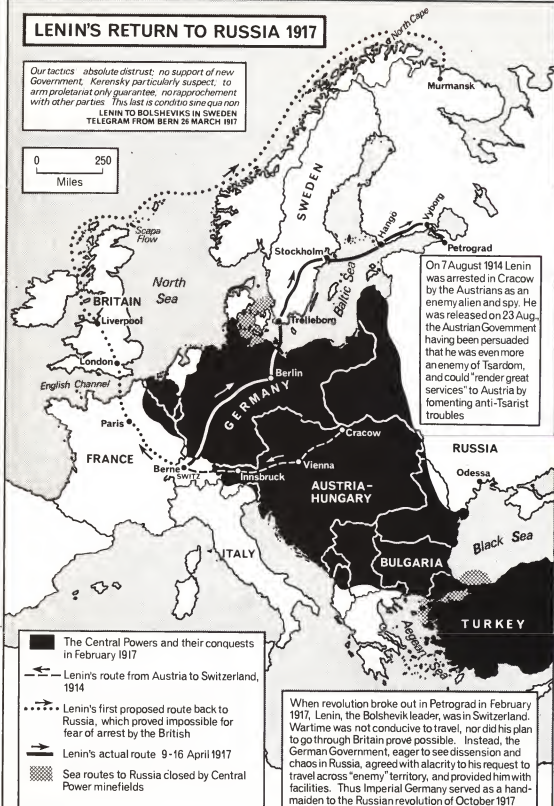 LENIN'S RETURN TO RUSSIA 1917
Our tactics absolute distrust; no support of new
Government, Kerensky particularly suspect, to
arm proletariat only guarantee, no rapprochement
with other parties This last is conditio sine qua non
LENIN TO BOLSHEVIKS IN SWEDEN
TELEGRAM FROM BERN 26 MARCH 1917
0 250
Miles
North Cape
Murmansk
SWEDEN
Scapa
Flow
Hangö
Vyborg
Stockholm
Petrograd
North
Sea
Baltic Sea
BRITAIN
Liverpool
Trelleborg
London
English Channel
Berlin
GERMANY
Paris
FRANCE
Cracow
Berne
SWITZ
Innsbruck
Vienna
AUSTRIA-
HUNGARY
RUSSIA
Odessa
ITALY
BULGARIA
Black Sea
TURKEY
Aegean Sea
On 7 August 1914 Lenin
was arrested in Cracow
by the Austrians as an
enemy alien and spy. He
was released on 23 Aug.,
the Austrian Government
having been persuaded
that he was even more
an enemy of Tsardom,
and could "render great
services" to Austria by
fomenting anti-Tsarist
troubles
The Central Powers and their conquests
in February 1917
Lenin's route from Austria to Switzerland,
1914
Lenin's first proposed route back to
Russia, which proved impossible for
fear of arrest by the British
Lenin's actual route 9-16 April 1917
Sea routes to Russia closed by Central
Power minefields
When revolution broke out in Petrograd in February
1917, Lenin, the Bolshevik leader, was in Switzerland.
Wartime was not conducive to travel, nor did his plan
to go through Britain prove possible. Instead, the
German Government, eager to see dissension and
chaos in Russia, agreed with alacrity to his request to
travel across "enemy" territory, and provided him with
facilities. Thus Imperial Germany served as a hand-
maiden to the Russian revolution of October 1917